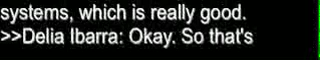 systems, which is really good.
>>Delia Ibarra: Okay. So that's